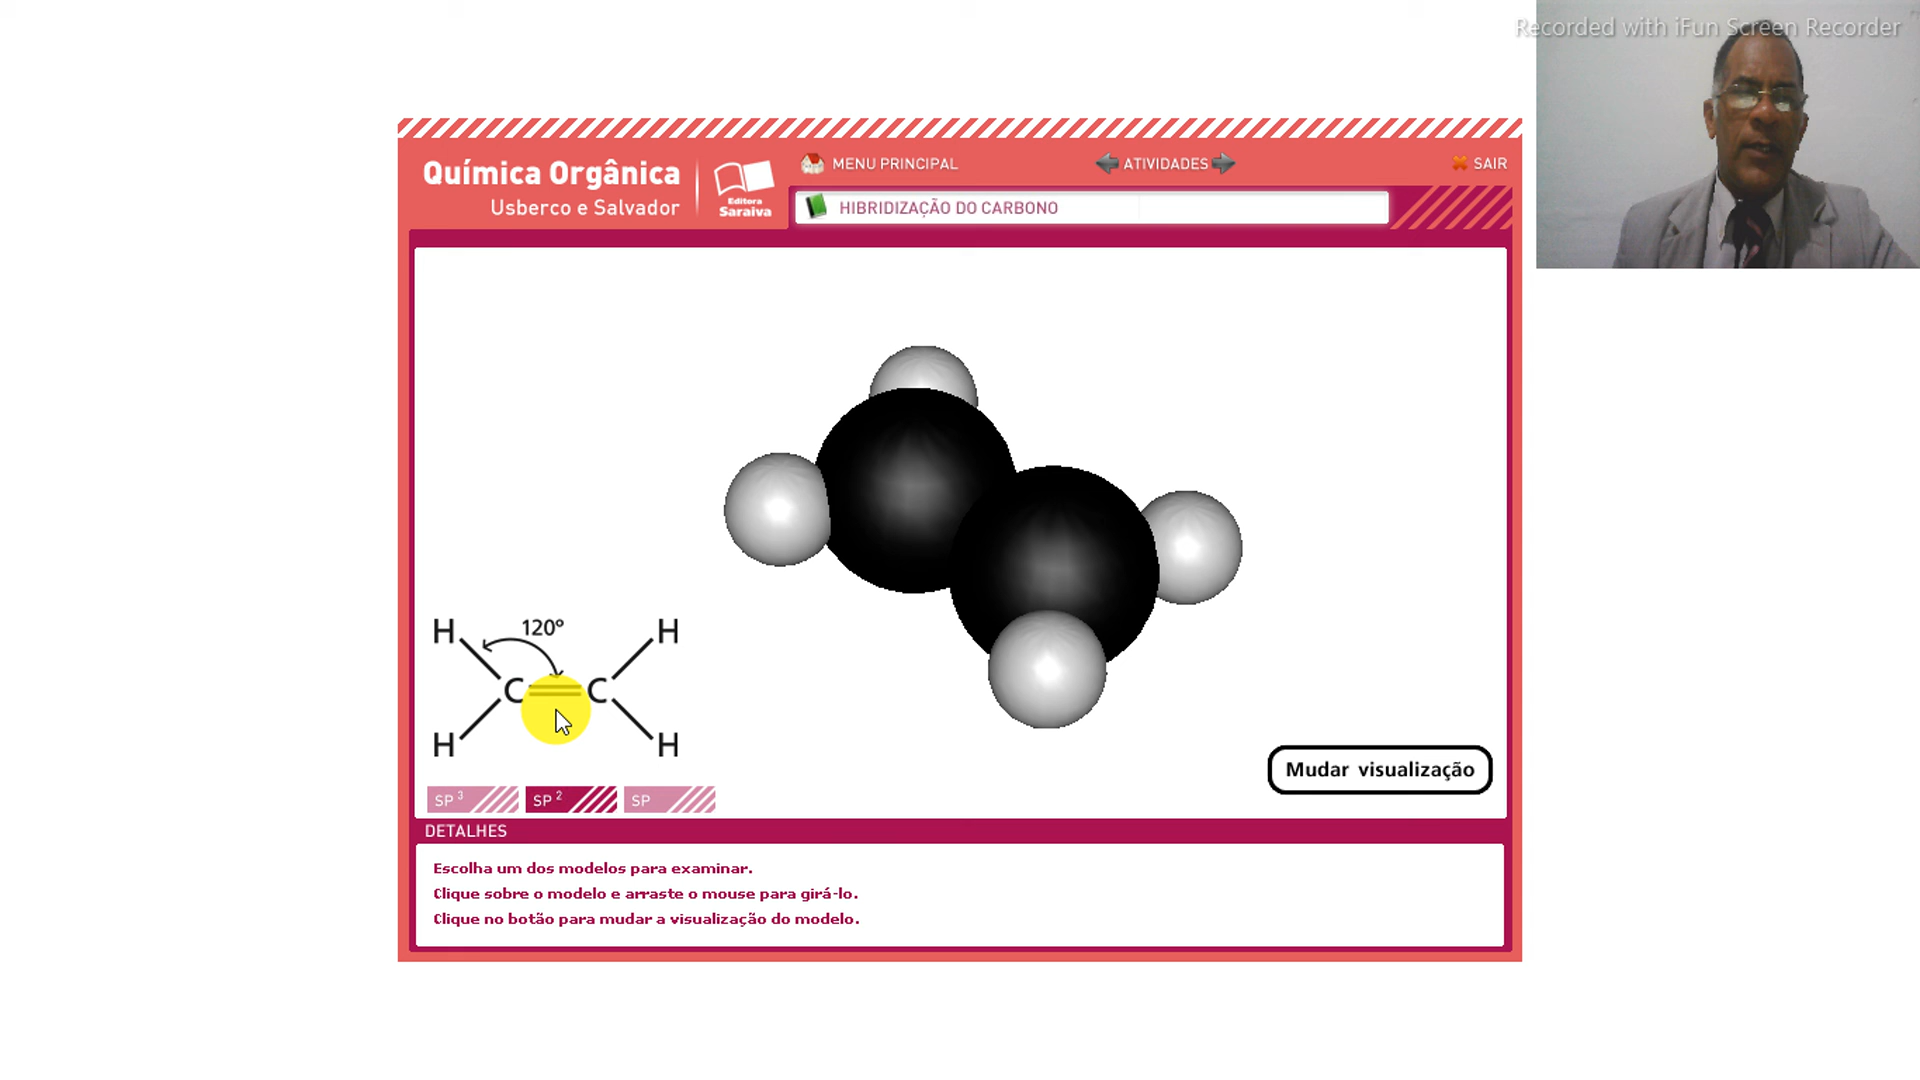 Recorded with iFun Screen Recorder
Química Orgânica
Usberco e Salvador
Editora
Saraiva
MENU PRINCIPAL
ATIVIDADES
SAIR
HIBRIDIZAÇÃO DO CARBONO
H 120º H
C C
H H
SP 3
SP 2
SP
Mudar visualização
DETALHES
Escolha um dos modelos para examinar.
Clique sobre o modelo e arraste o mouse para girá-lo.
Clique no botão para mudar a visualização do modelo.